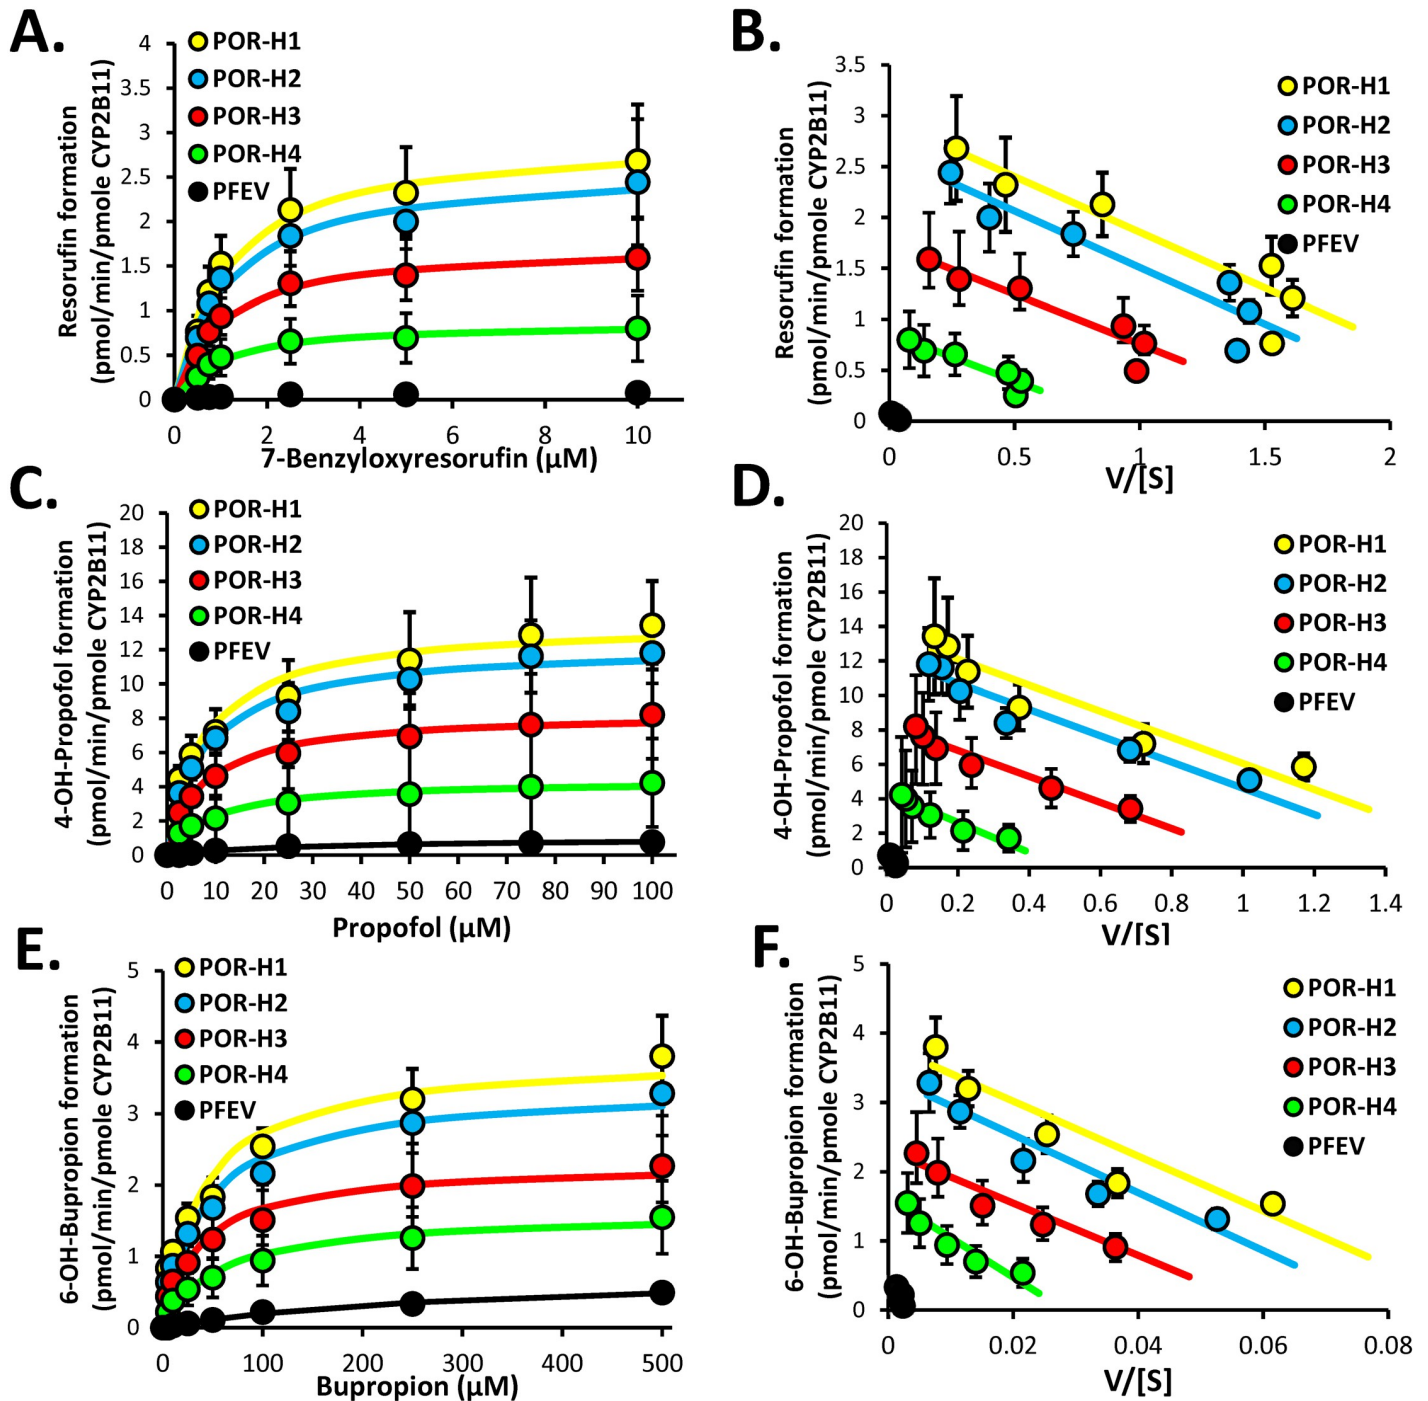 A.
Resorufin formation
(pmol/min/pmole CYP2B11)
4
3.5
3
2.5
2
1.5
1
0.5
0
POR-H1
POR-H2
POR-H3
POR-H4
PFEV
0 2 4 6 8 10
7-Benzyloxyresorufin (µM)
B.
Resorufin formation
(pmol/min/pmole CYP2B11)
3.5
3
2.5
2
1.5
1
0.5
0
POR-H1
POR-H2
POR-H3
POR-H4
PFEV
0 0.5 1 1.5 2
V/[S]
C.
4-OH-Propofol formation
(pmol/min/pmole CYP2B11)
20
18
16
14
12
10
8
6
4
2
0
POR-H1
POR-H2
POR-H3
POR-H4
PFEV
0 10 20 30 40 50 60 70 80 90 100
Propofol (µM)
D.
4-OH-Propofol formation
(pmol/min/pmole CYP2B11)
20
18
16
14
12
10
8
6
4
2
0
POR-H1
POR-H2
POR-H3
POR-H4
PFEV
0 0.2 0.4 0.6 0.8 1 1.2 1.4
V/[S]
E.
6-OH-Bupropion formation
(pmol/min/pmole CYP2B11)
5
4
3
2
1
0
POR-H1
POR-H2
POR-H3
POR-H4
PFEV
0 100 200 300 400 500
Bupropion (µM)
F.
6-OH-Bupropion formation
(pmol/min/pmole CYP2B11)
5
4
3
2
1
0
POR-H1
POR-H2
POR-H3
POR-H4
PFEV
0 0.02 0.04 0.06 0.08
V/[S]